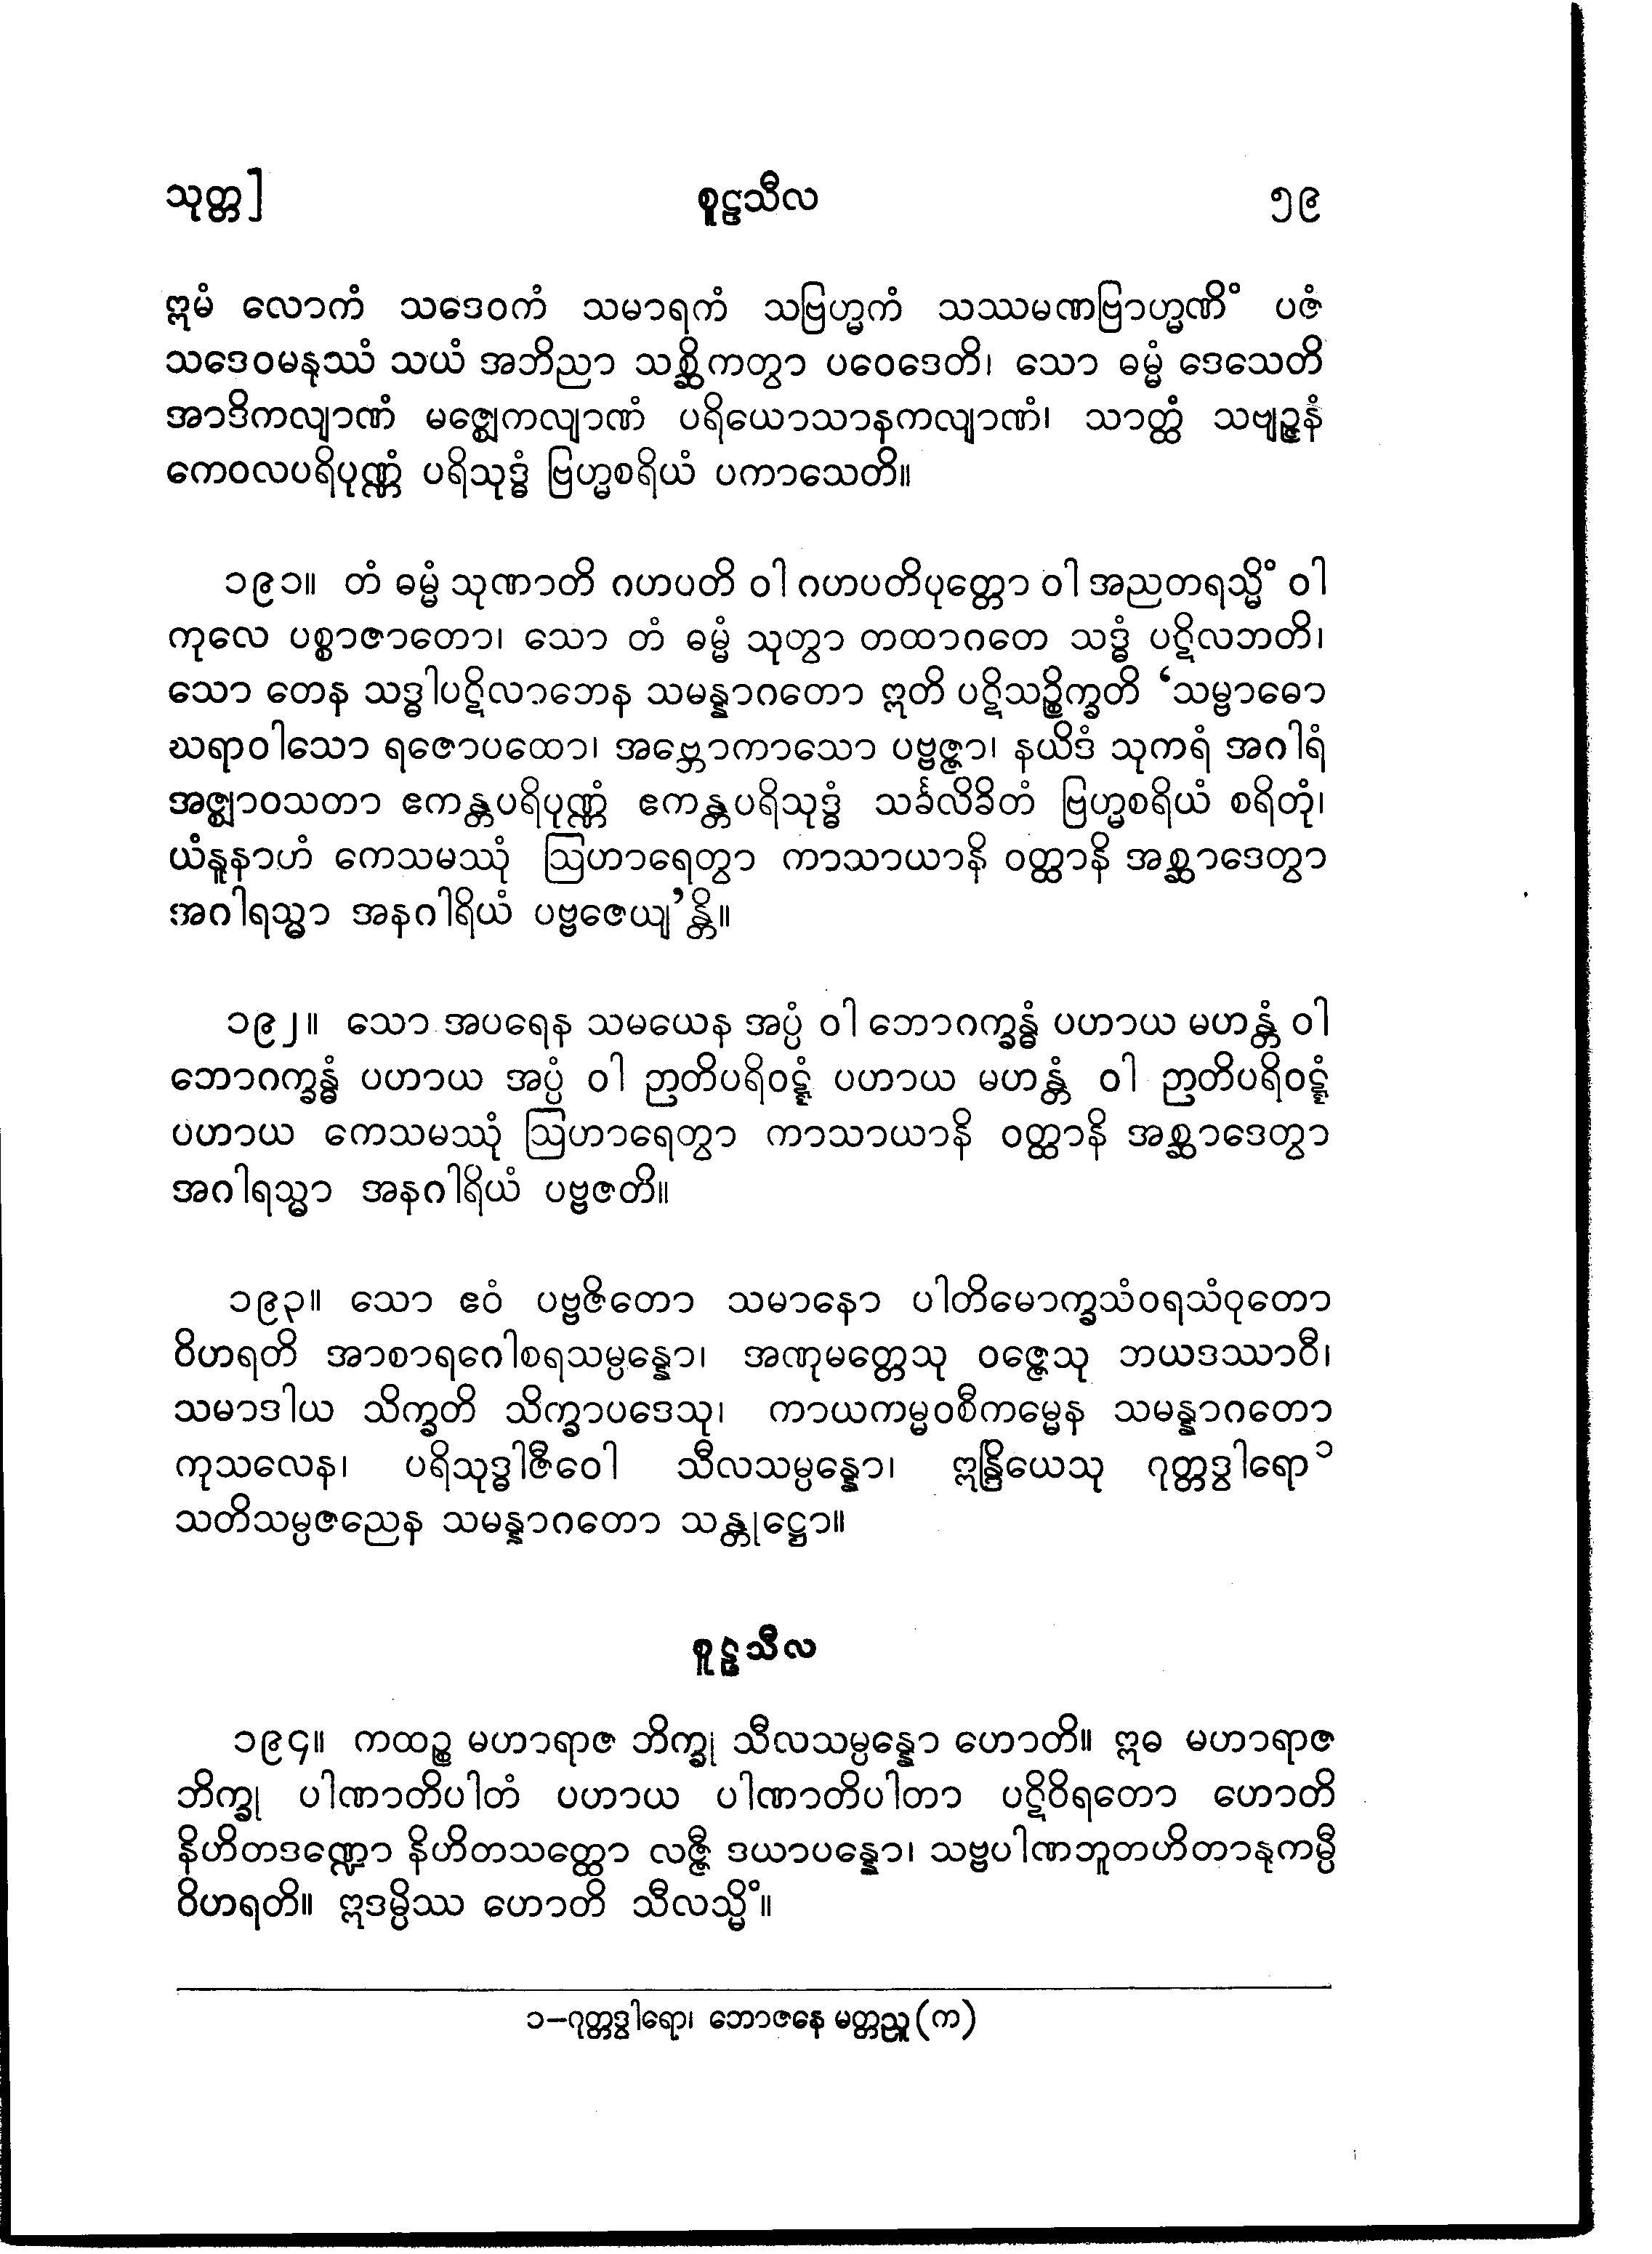 သုတ္တ]	စူဠသီလ	၅၉
ဣမံ လောကံ သဒေဝကံ သမာရကံ သဗြဟ္မကံ သဿမဏဗြာဟ္မဏိံ ပဇံ
သဒေဝမနုဿံ သယံ အဘိညာ သစ္ဆိကတွာ ပဝေဒေတိ၊ သော ဓမ္မံ ဒေသေတိ
အာဒိကလျာဏံ မဇ္ဈေကလျာဏံ ပရိယောသာနကလျာဏံ၊ သာတ္ထံ သဗျဉ္ဇနံ
ကေဝလပရိပုဏ္ဏံ ပရိသုဒ္ဓံ ဗြဟ္မစရိယံ ပကာသေတိ။
၁၉၁။ တံ ဓမ္မံ သုဏာတိ ဂဟပတိ ဝါ ဂဟပတိပုတ္တော ဝါ အညတရသ္မိံ ဝါ
ကုလေ ပစ္စာဇာတော၊ သော တံ ဓမ္မံ သုတွာ တထာဂတေ သဒ္ဓံ ပဋိလဘတိ၊
သော တေန သဒ္ဓါပဋိလာဘေန သမန္နာဂတော ဣတိ ပဋိသဉ္စိက္ခတိ ‘သမ္ဗာဓော
ဃရာဝါသော ရဇောပထော၊ အဗ္ဘောကာသော ပဗ္ဗဇ္ဇာ၊ နယိဒံ သုကရံ အဂါရံ
အဇ္ဈာဝသတာ ဧကန္တပရိပုဏ္ဏံ ဧကန္တပရိသုဒ္ဓံ သင်္ခလိခိတံ ဗြဟ္မစရိယံ စရိတုံ၊
ယံနူနာဟံ ကေသမဿုံ ဩဟာရေတွာ ကာသာယာနိ ဝတ္ထာနိ အစ္ဆာဒေတွာ
အဂါရသ္မာ အနဂါရိယံ ပဗ္ဗဇေယျ’န္တိ။
၁၉၂။ သော အပရေန သမယေန အပ္ပံ ဝါ ဘောဂက္ခန္ဓံ ပဟာယ မဟန္တံ ဝါ
ဘောဂက္ခန္ဓံ ပဟာယ အပ္ပံ ဝါ ဉာတိပရိဝဋ္ဋံ ပဟာယ မဟန္တံ ဝါ ဉာတိပရိဝဋ္ဋံ
ပဟာယ ကေသမဿုံ ဩဟာရေတွာ ကာသာယာနိ ဝတ္ထာနိ အစ္ဆာဒေတွာ
အဂါရသ္မာ အနဂါရိယံ ပဗ္ဗဇတိ။
၁၉၃။ သော ဧဝံ ပဗ္ဗဇိတော သမာနော ပါတိမောက္ခသံဝရသံဝုတော
ဝိဟရတိ အာစာရဂေါစရသမ္ပန္နော၊ အဏုမတ္တေသု ဝဇ္ဇေသု ဘယဒဿာဝီ၊
သမာဒါယ သိက္ခတိ သိက္ခာပဒေသု၊ ကာယကမ္မဝစီကမ္မေန သမန္နာဂတော
ကုသလေန၊ ပရိသုဒ္ဓါဇီဝေါ သီလသမ္ပန္နော၊ ဣန္ဒြိယေသု ဂုတ္တဒွါရော ၁
သတိသမ္ပဇညေန သမန္နာဂတော သန္တုဋ္ဌော။
စူဠသီလ
၁၉၄။ ကထဉ္စ မဟာရာဇ ဘိက္ခု သီလသမ္ပန္နော ဟောတိ။ ဣဓ မဟာရာဇ
ဘိက္ခု ပါဏာတိပါတံ ပဟာယ ပါဏာတိပါတာ ပဋိဝိရတော ဟောတိ
နိဟိတဒဏ္ဍော နိဟိတသတ္ထော လဇ္ဇီ ဒယာပန္နော၊ သဗ္ဗပါဏဘူတဟိတာနုကမ္ပီ
ဝိဟရတိ။ ဣဒမ္ပိဿ ဟောတိ သီလသ္မိံ။
၁−ဂုတ္တဒွါရော၊ ဘောဇနေ မတ္တညူ (က)